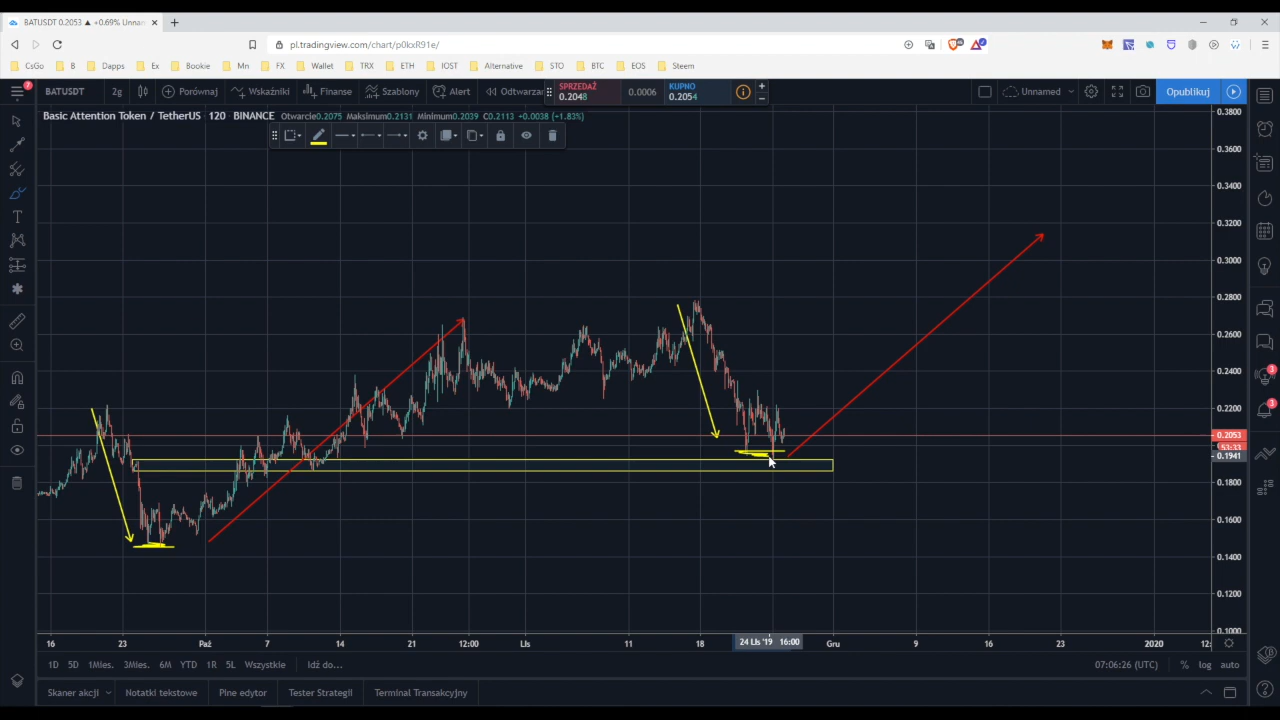 BATUSDT 0.2053 ▲ +0.69% Unna
pl.tradingview.com/chart/p0kxR91e/
CsGo B Dapps Ex Bookie Mn FX Wallet TRX ETH IOST Alternative STO BTC EOS Steem
BATUSDT 2g Porównaj Wskaźniki Finanse Szablony Alert Odtwarzan
SPRZEDAŻ 0.2048 0.0006 KUPNO 0.2054
Unnamed Opublikuj
Basic Attention Token / TetherUS 120 BINANCE Otwarcie0.2075 Maksimum0.2131 Minimum0.2039 C0.2113 +0.0038 (+1.83%)
0.3800
0.3600
0.3400
0.3200
0.3000
0.2800
0.2600
0.2400
0.2200
0.2053
53:33
0.1941
0.1800
0.1600
0.1400
0.1200
0.1000
16 23 Paź 7 14 21 12:00 Lis 11 18 24 Lis '19 16:00 Gru 9 16 23 2020 12:
1D 5D 1Mies. 3Mies. 6M YTD 1R 5L Wszystkie Idź do... 07:06:26 (UTC) % log auto
Skaner akcji Notatki tekstowe Pine edytor Tester Strategii Terminal Transakcyjny